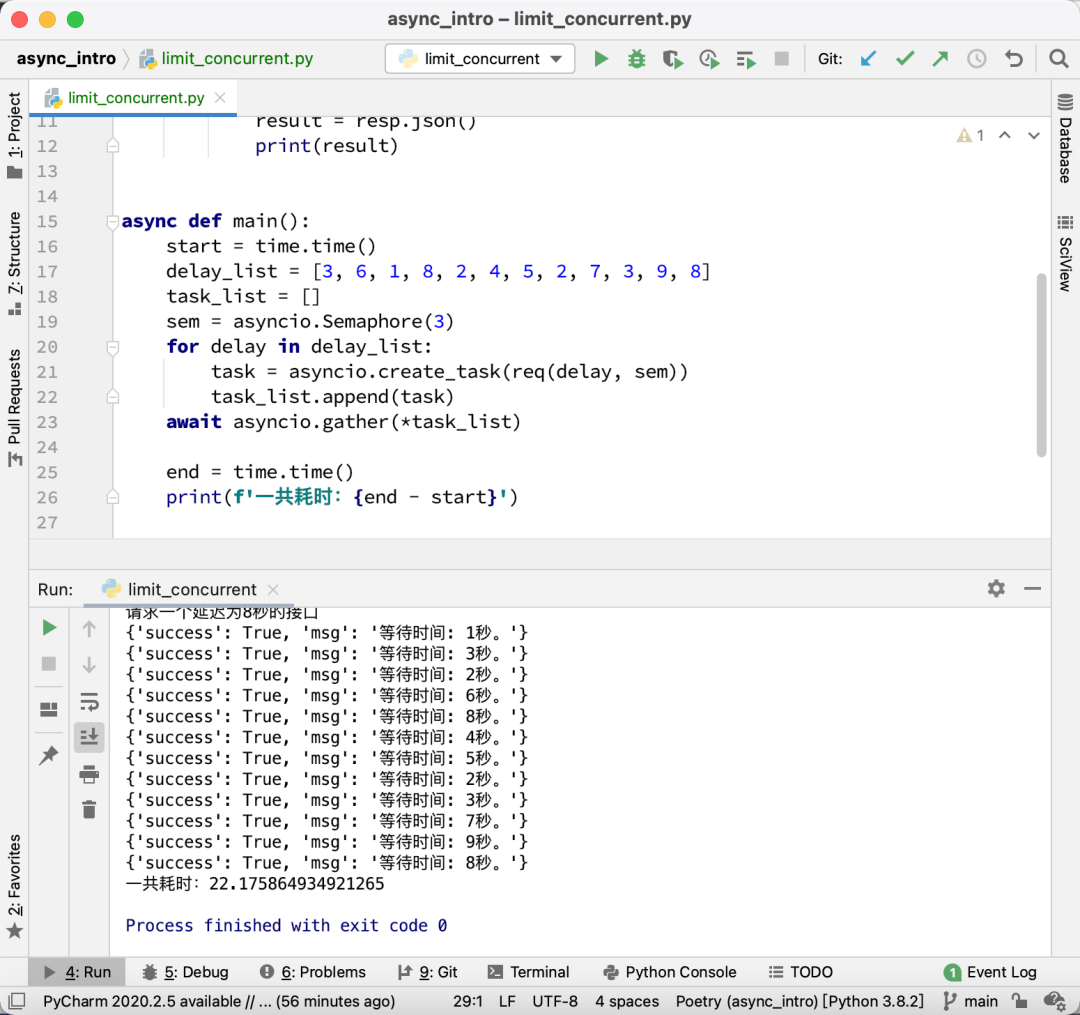 async_intro – limit_concurrent.py
async_intro limit_concurrent.py limit_concurrent Git:
limit_concurrent.py
1: Project
7: Structure
Pull Requests
2: Favorites
Database
SciView
1
11 result = resp.json()
12 print(result)
13
14
15 async def main():
16 start = time.time()
17 delay_list = [3, 6, 1, 8, 2, 4, 5, 2, 7, 3, 9, 8]
18 task_list = []
19 sem = asyncio.Semaphore(3)
20 for delay in delay_list:
21 task = asyncio.create_task(req(delay, sem))
22 task_list.append(task)
23 await asyncio.gather(*task_list)
24
25 end = time.time()
26 print(f'一共耗时: {end - start}')
27
Run: limit_concurrent
请求一个延迟为8秒的接口
{'success': True, 'msg': '等待时间: 1秒。'}
{'success': True, 'msg': '等待时间: 3秒。'}
{'success': True, 'msg': '等待时间: 2秒。'}
{'success': True, 'msg': '等待时间: 6秒。'}
{'success': True, 'msg': '等待时间: 8秒。'}
{'success': True, 'msg': '等待时间: 4秒。'}
{'success': True, 'msg': '等待时间: 5秒。'}
{'success': True, 'msg': '等待时间: 2秒。'}
{'success': True, 'msg': '等待时间: 3秒。'}
{'success': True, 'msg': '等待时间: 7秒。'}
{'success': True, 'msg': '等待时间: 9秒。'}
{'success': True, 'msg': '等待时间: 8秒。'}
一共耗时: 22.175864934921265
Process finished with exit code 0
4: Run 5: Debug 6: Problems 9: Git Terminal Python Console TODO 1 Event Log
PyCharm 2020.2.5 available // ... (56 minutes ago) 29:1 LF UTF-8 4 spaces Poetry (async_intro) [Python 3.8.2] main